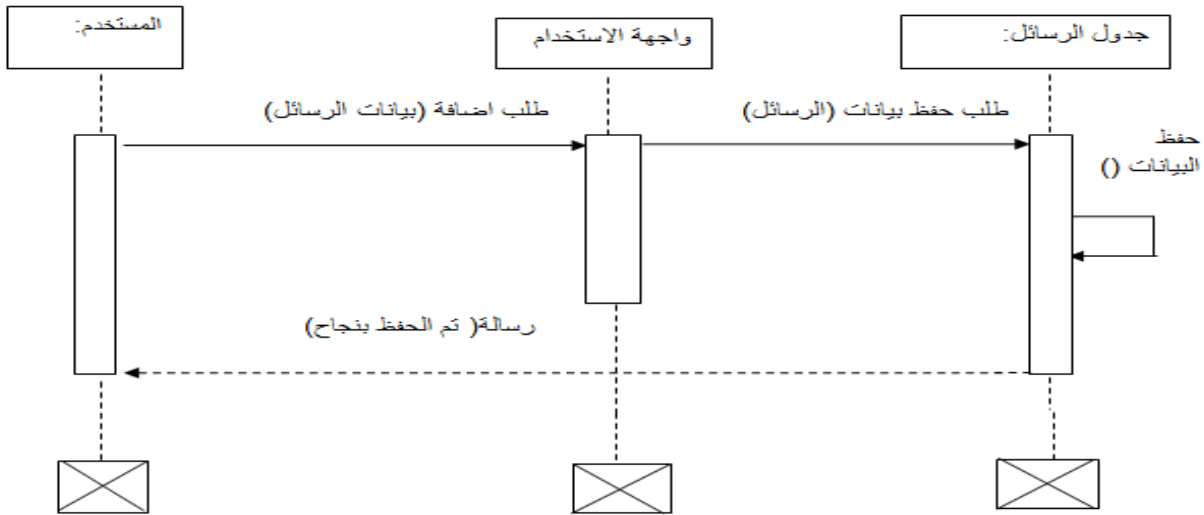 المستخدم:
واجهة الاستخدام
جدول الرسائل:
طلب اضافة (بيانات الرسائل)
طلب حفظ بيانات (الرسائل)
حفظ
البيانات ()
رسالة( تم الحفظ بنجاح)